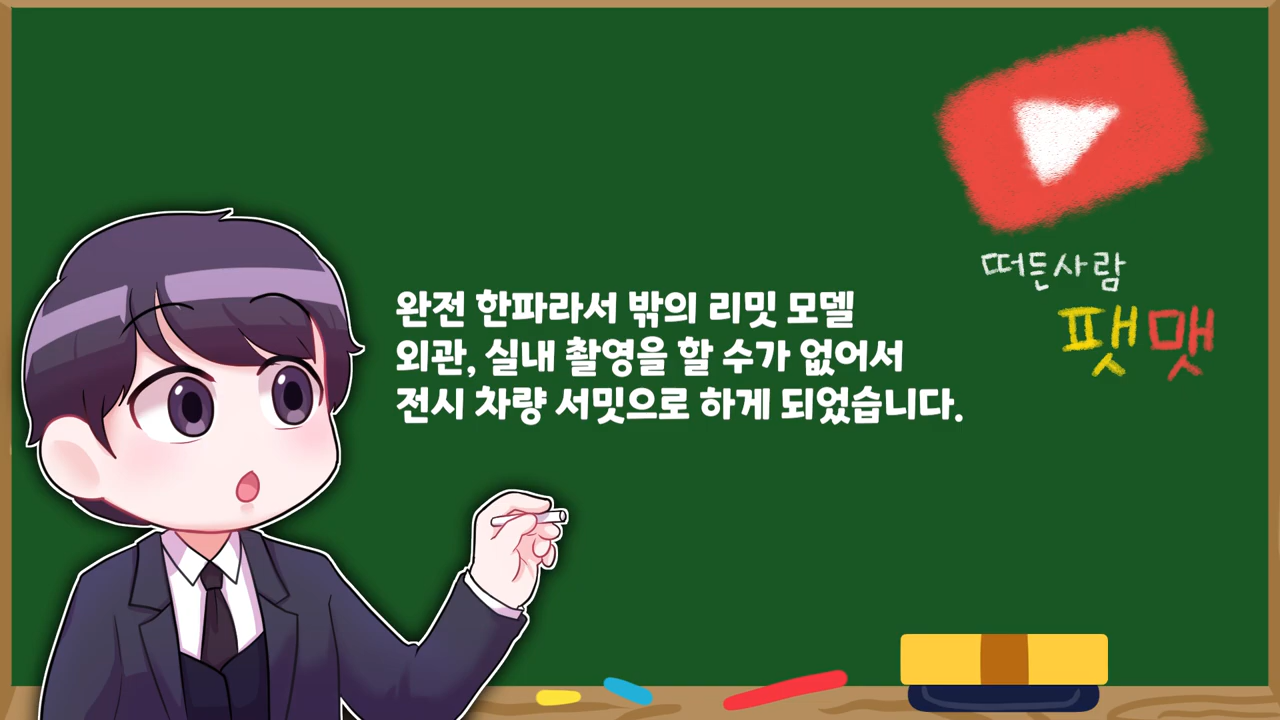 떠든사람
팻맷
완전 한파라서 밖의 리밋 모델
외관, 실내 촬영을 할 수가 없어서
전시 차량 서밋으로 하게 되었습니다.